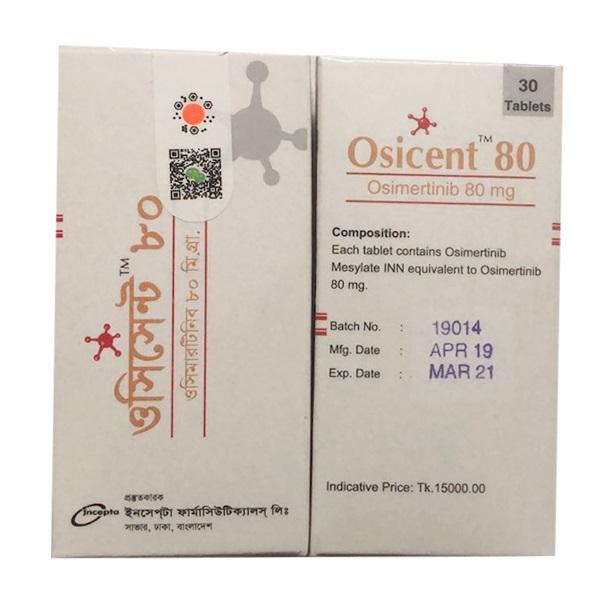 ওসিসেন্ট™ ৮০
ওসিমারটিনিব ৮০ মি.গ্রা.
প্রস্তুতকারক
incepta ইনসেপ্‌টা ফার্মাসিউটিক্যালস্ লিঃ
সাভার, ঢাকা, বাংলাদেশ
30
Tablets
Osicent™ 80
Osimertinib 80 mg
Composition:
Each tablet contains Osimertinib
Mesylate INN equivalent to Osimertinib
80 mg.
Batch No. : 19014
Mfg. Date : APR 19
Exp. Date : MAR 21
Indicative Price: Tk.15000.00